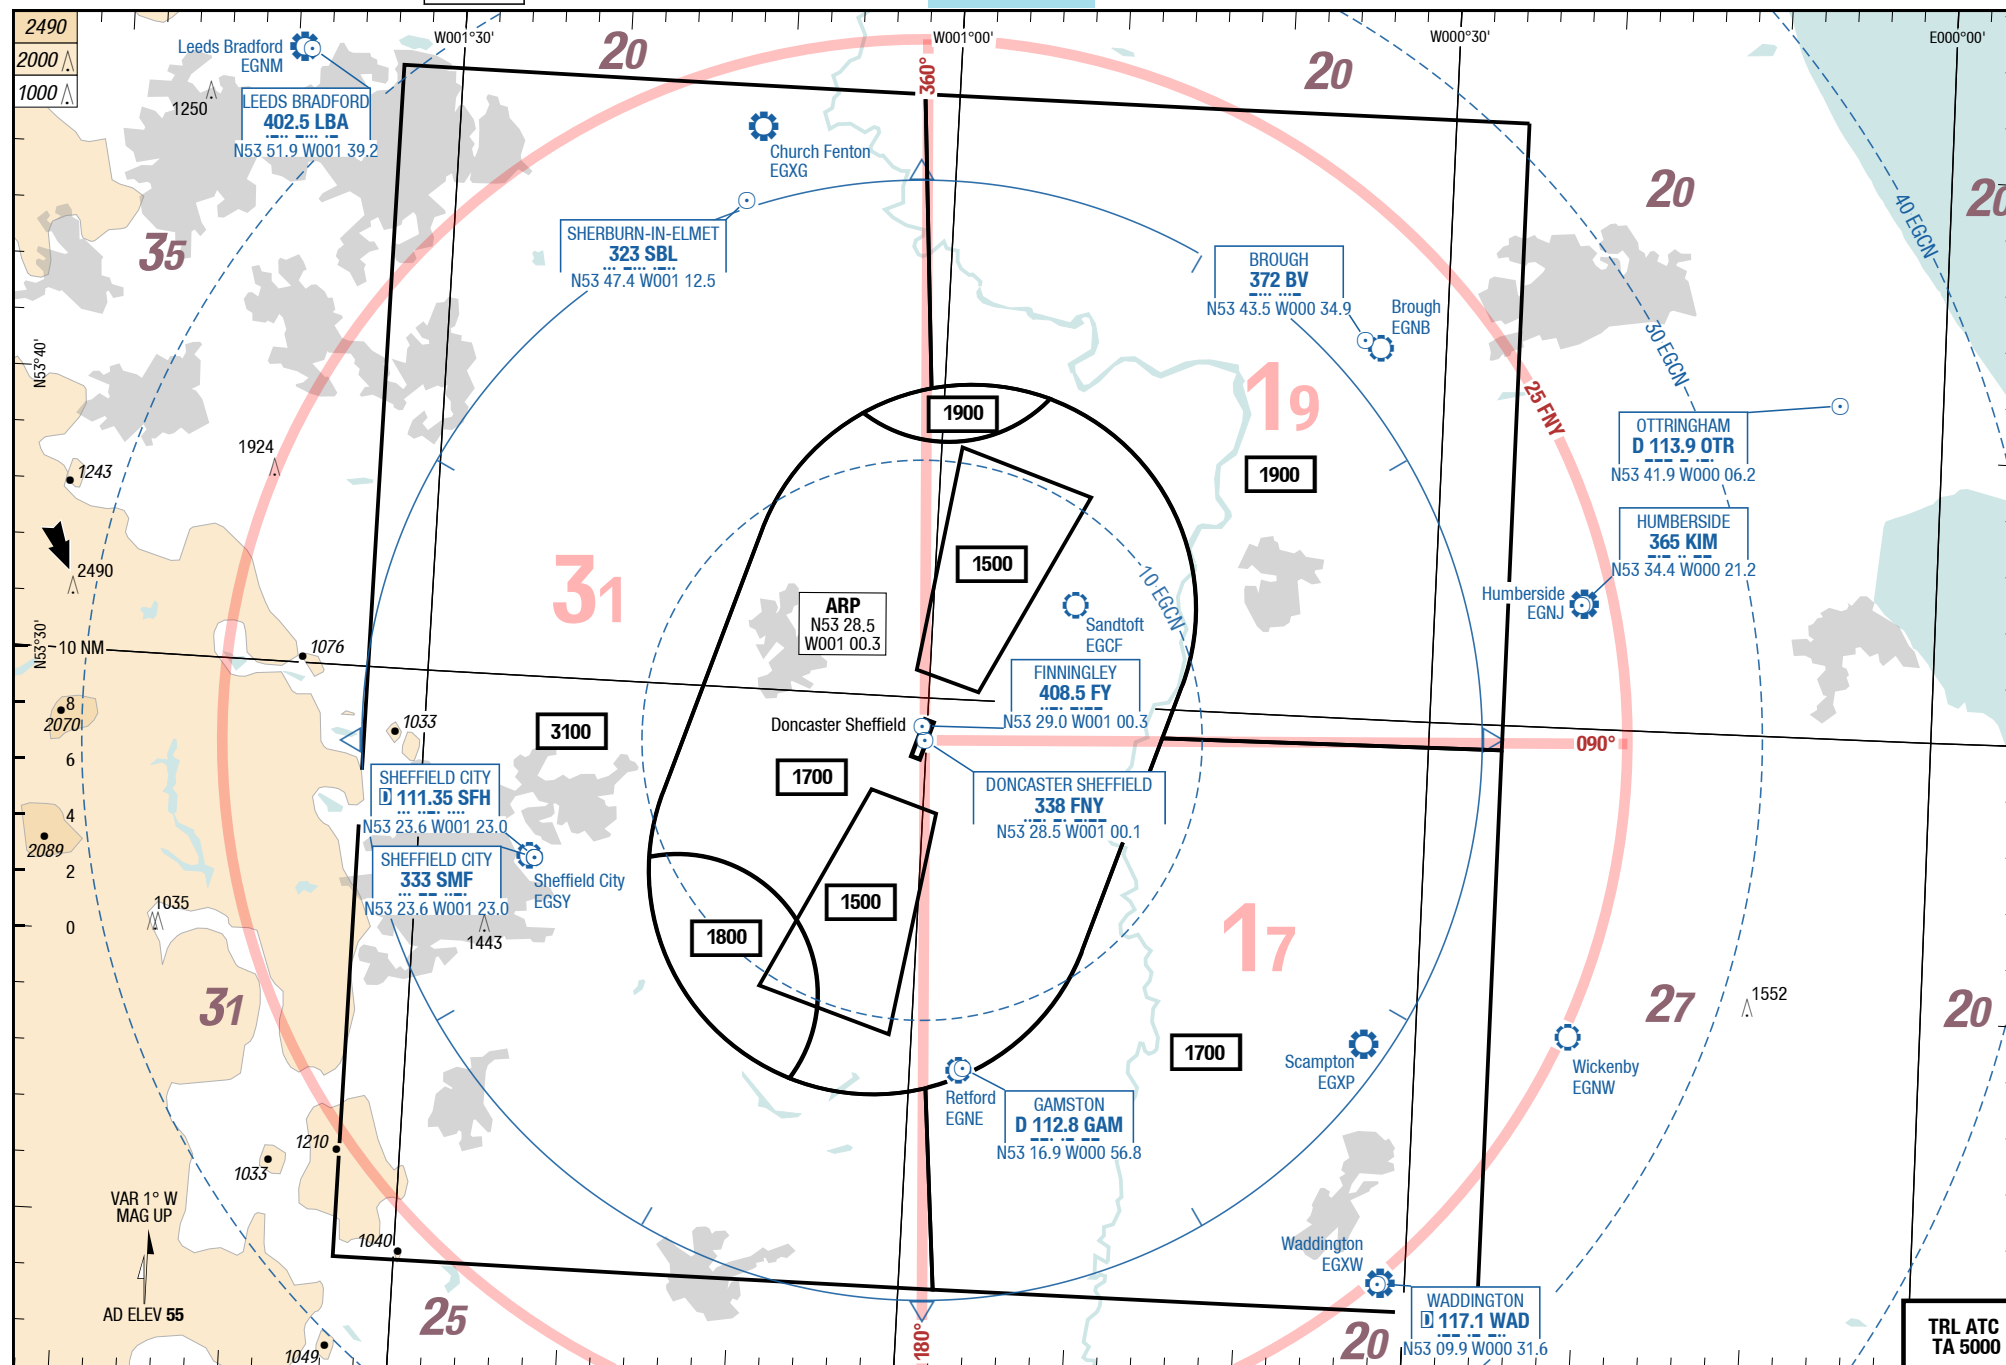 2490
2000
1000
Leeds Bradford
EGNM
LEEDS BRADFORD
402.5 LBA
N53 51.9 W001 39.2
1250
W001°30'
20
360°
W001°00'
20
W000°30'
E000°00'
Church Fenton
EGXG
20
20
40 EGCN
35
SHERBURN-IN-ELMET
323 SBL
N53 47.4 W001 12.5
BROUGH
372 BV
N53 43.5 W000 34.9
Brough
EGNB
30 EGCN
N53°40'
19
25 FNY
1900
1900
OTTRINGHAM
D 113.9 OTR
N53 41.9 W000 06.2
1924
1243
2490
HUMBERSIDE
365 KIM
N53 34.4 W000 21.2
Humberside
EGNJ
31
1500
10 EGCN
ARP
N53 28.5
W001 00.3
Sandtoft
EGCF
N53°30'
10 NM
8
6
4
2
0
1076
FINNINGLEY
408.5 FY
N53 29.0 W001 00.3
2070
1033
3100
Doncaster Sheffield
090°
1700
SHEFFIELD CITY
D 111.35 SFH
N53 23.6 W001 23.0
DONCASTER SHEFFIELD
338 FNY
N53 28.5 W001 00.1
2089
SHEFFIELD CITY
333 SMF
N53 23.6 W001 23.0
Sheffield City
EGSY
1035
1443
1500
1800
17
31
27
1552
20
1700
Scampton
EGXP
Wickenby
EGNW
Retford
EGNE
GAMSTON
D 112.8 GAM
N53 16.9 W000 56.8
1210
1033
VAR 1° W
MAG UP
1040
Waddington
EGXW
AD ELEV 55
25
WADDINGTON
D 117.1 WAD
N53 09.9 W000 31.6
20
180°
1049
TRL ATC
TA 5000